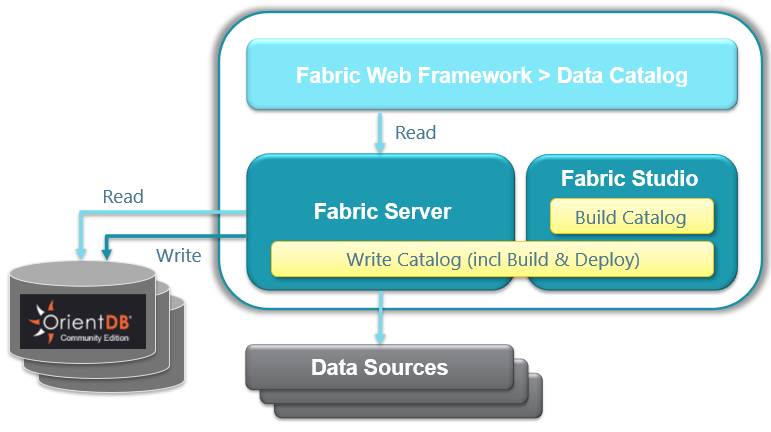 Fabric Web Framework > Data Catalog
Read
Fabric Server
Fabric Studio
Build Catalog
Write Catalog (incl Build & Deploy)
Read
Write
OrientDB®
Community Edition
Data Sources